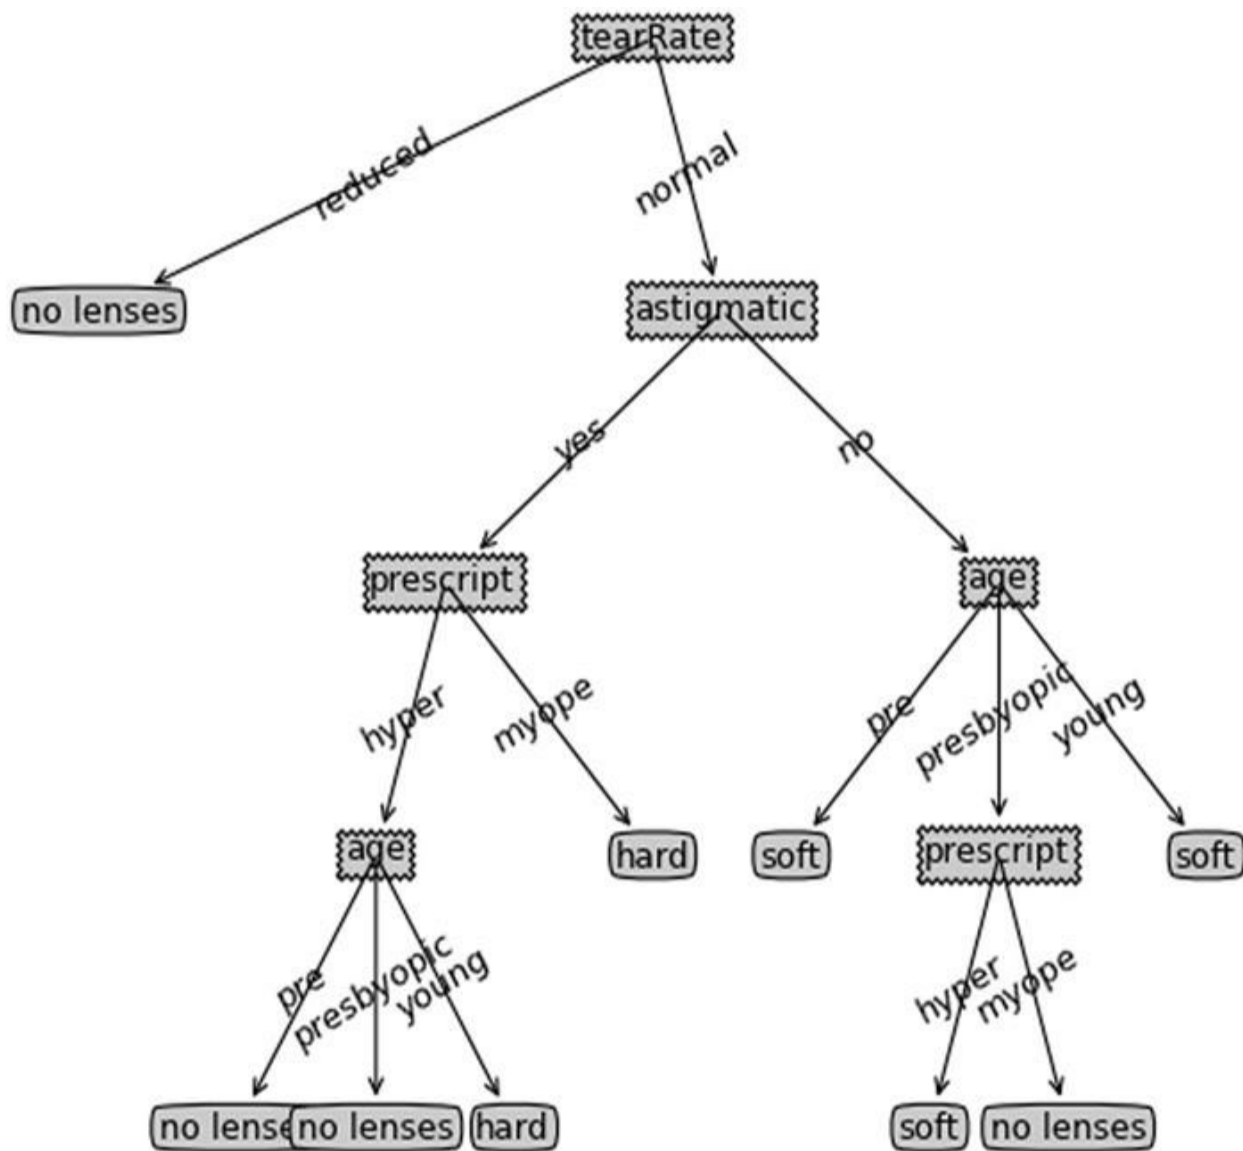 tearRate
reduced
normal
no lenses
astigmatic
yes
no
prescript
age
hyper
myope
pre
presbyopic
young
age
hard
soft
prescript
soft
pre
presbyopic
young
hyper
myope
no lense
no lenses
hard
soft
no lenses